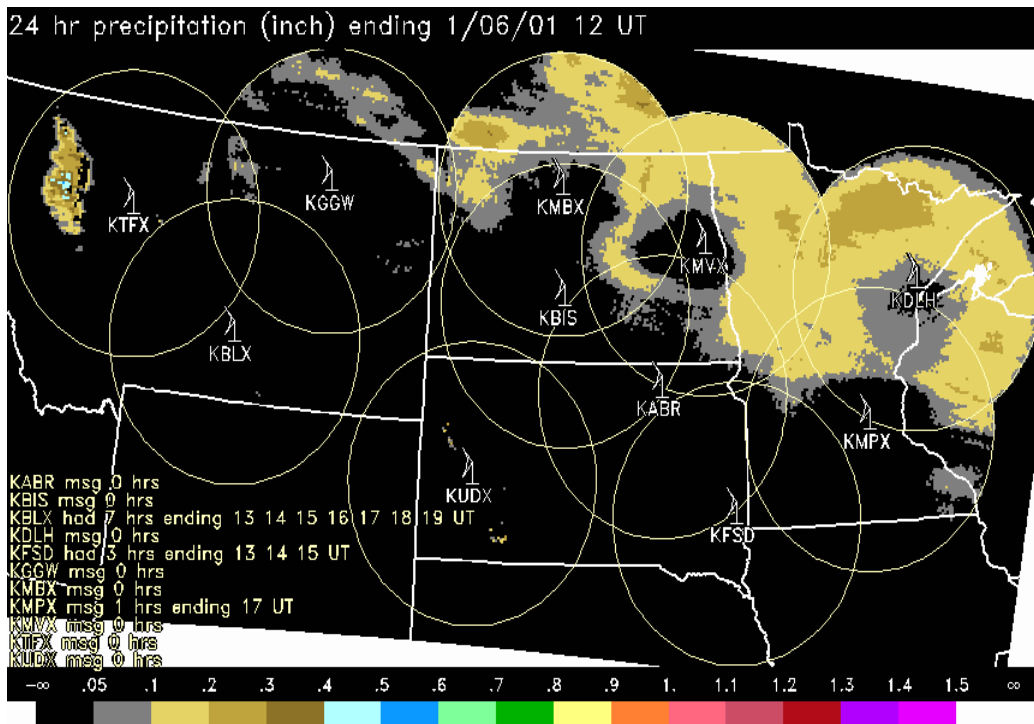 24 hr precipitation (inch) ending 1/06/01 12 UT
KTFX
KGGW
KMBX
KMVX
KDLH
KBLX
KBIS
KABR
KMPX
KUDX
KFSD
KABR msg 0 hrs
KBIS msg 0 hrs
KBLX had 7 hrs ending 13 14 15 16 17 18 19 UT
KDLH msg 0 hrs
KFSD had 3 hrs ending 13 14 15 UT
KGGW msg 0 hrs
KMBX msg 0 hrs
KMPX msg 1 hrs ending 17 UT
KMVX msg 0 hrs
KTFX msg 0 hrs
KUDX msg 0 hrs
-∞ .05 .1 .2 .3 .4 .5 .6 .7 .8 .9 1. 1.1 1.2 1.3 1.4 1.5 ∞